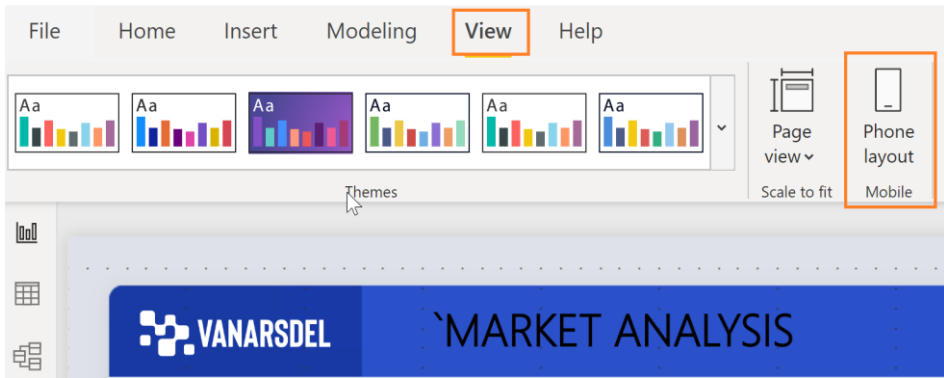 File Home Insert Modeling View Help
Aa Aa Aa Aa Aa Aa
Page view
Phone layout
Themes Scale to fit Mobile
VANARSDEL `MARKET ANALYSIS